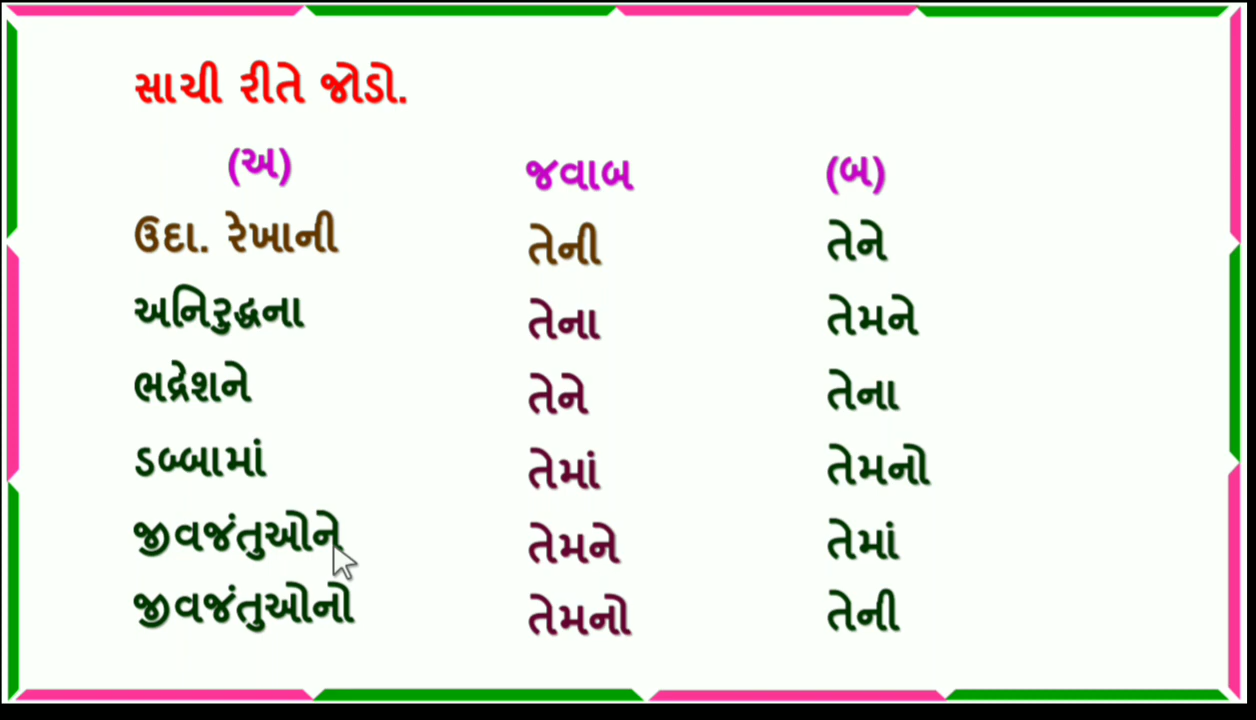 સાચી રીતે જોડો.
(અ) જવાબ (બ)
ઉદા. રેખાની તેની તેને
અનિરુદ્ધના તેના તેમને
ભદ્રેશને તેને તેના
ડબ્બામાં તેમાં તેમનો
જીવજંતુઓને તેમને તેમાં
જીવજંતુઓનો તેમનો તેની